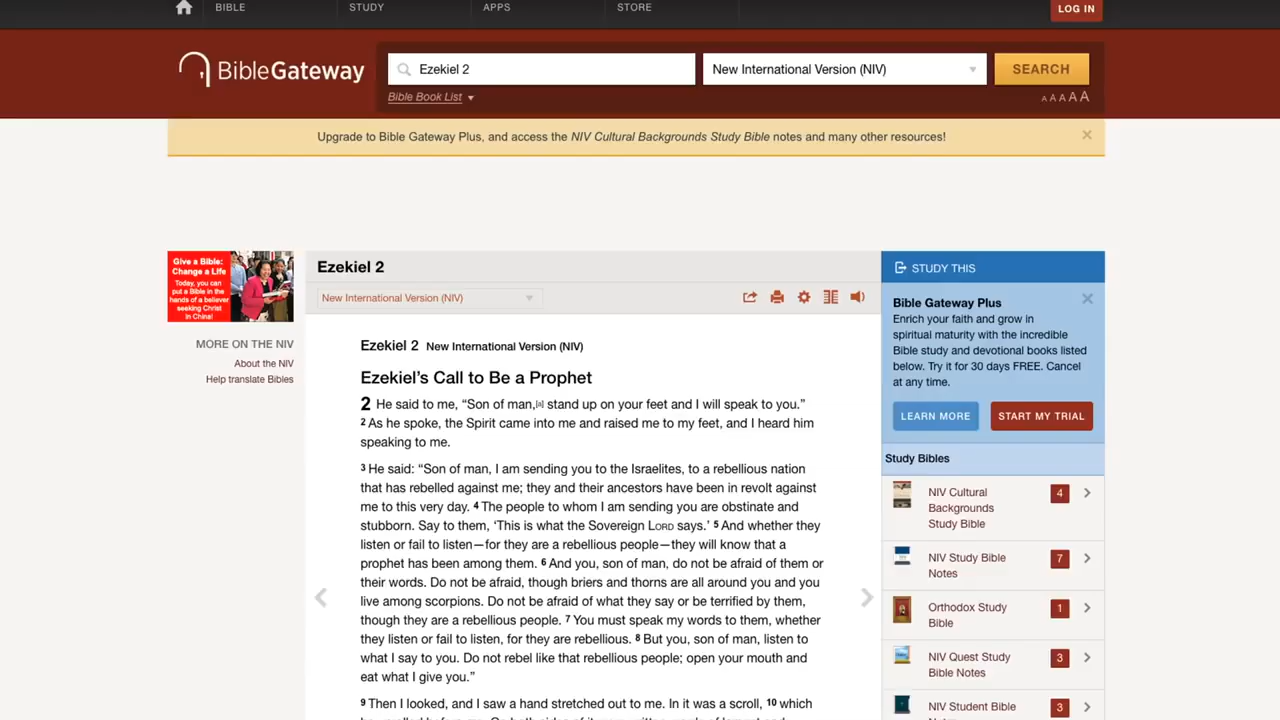 BIBLE
STUDY
APPS
STORE
LOG IN
BibleGateway
Ezekiel 2
New International Version (NIV)
SEARCH
Bible Book List
A A A A A
Upgrade to Bible Gateway Plus, and access the NIV Cultural Backgrounds Study Bible notes and many other resources!
Give a Bible:
Change a Life
Today, you can
put a Bible in the
hands of a believer
seeking Christ
in China!
MORE ON THE NIV
About the NIV
Help translate Bibles
Ezekiel 2
New International Version (NIV)
Ezekiel 2 New International Version (NIV)
Ezekiel’s Call to Be a Prophet
2 He said to me, “Son of man,[a] stand up on your feet and I will speak to you.”
2 As he spoke, the Spirit came into me and raised me to my feet, and I heard him
speaking to me.
3 He said: “Son of man, I am sending you to the Israelites, to a rebellious nation
that has rebelled against me; they and their ancestors have been in revolt against
me to this very day. 4 The people to whom I am sending you are obstinate and
stubborn. Say to them, ‘This is what the Sovereign LORD says.’ 5 And whether they
listen or fail to listen—for they are a rebellious people—they will know that a
prophet has been among them. 6 And you, son of man, do not be afraid of them or
their words. Do not be afraid, though briers and thorns are all around you and you
live among scorpions. Do not be afraid of what they say or be terrified by them,
though they are a rebellious people. 7 You must speak my words to them, whether
they listen or fail to listen, for they are rebellious. 8 But you, son of man, listen to
what I say to you. Do not rebel like that rebellious people; open your mouth and
eat what I give you.”
9 Then I looked, and I saw a hand stretched out to me. In it was a scroll, 10 which
STUDY THIS
Bible Gateway Plus
Enrich your faith and grow in
spiritual maturity with the incredible
Bible study and devotional books listed
below. Try it for 30 days FREE. Cancel
at any time.
LEARN MORE
START MY TRIAL
Study Bibles
NIV Cultural
Backgrounds
Study Bible
4
NIV Study Bible
Notes
7
Orthodox Study
Bible
1
NIV Quest Study
Bible Notes
3
NIV Student Bible
3